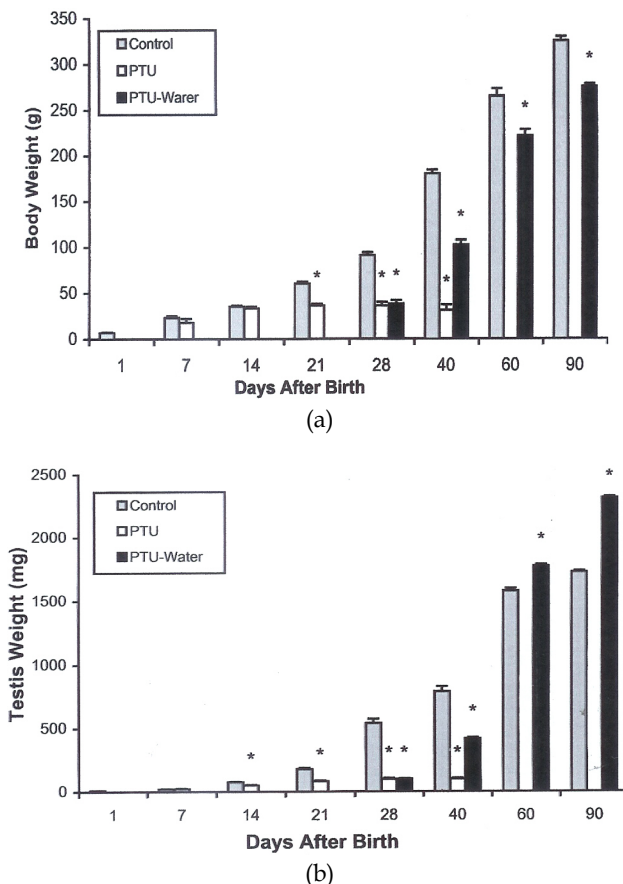 350
300
250
200
150
100
50
0
Body Weight (g)
Control
PTU
PTU-Warer
*
* *
*
*
*
*
1 7 14 21 28 40 60 90
Days After Birth
(a)
2500
2000
1500
1000
500
0
Testis Weight (mg)
Control
PTU
PTU-Water
*
*
* *
*
*
*
*
1 7 14 21 28 40 60 90
Days After Birth
(b)